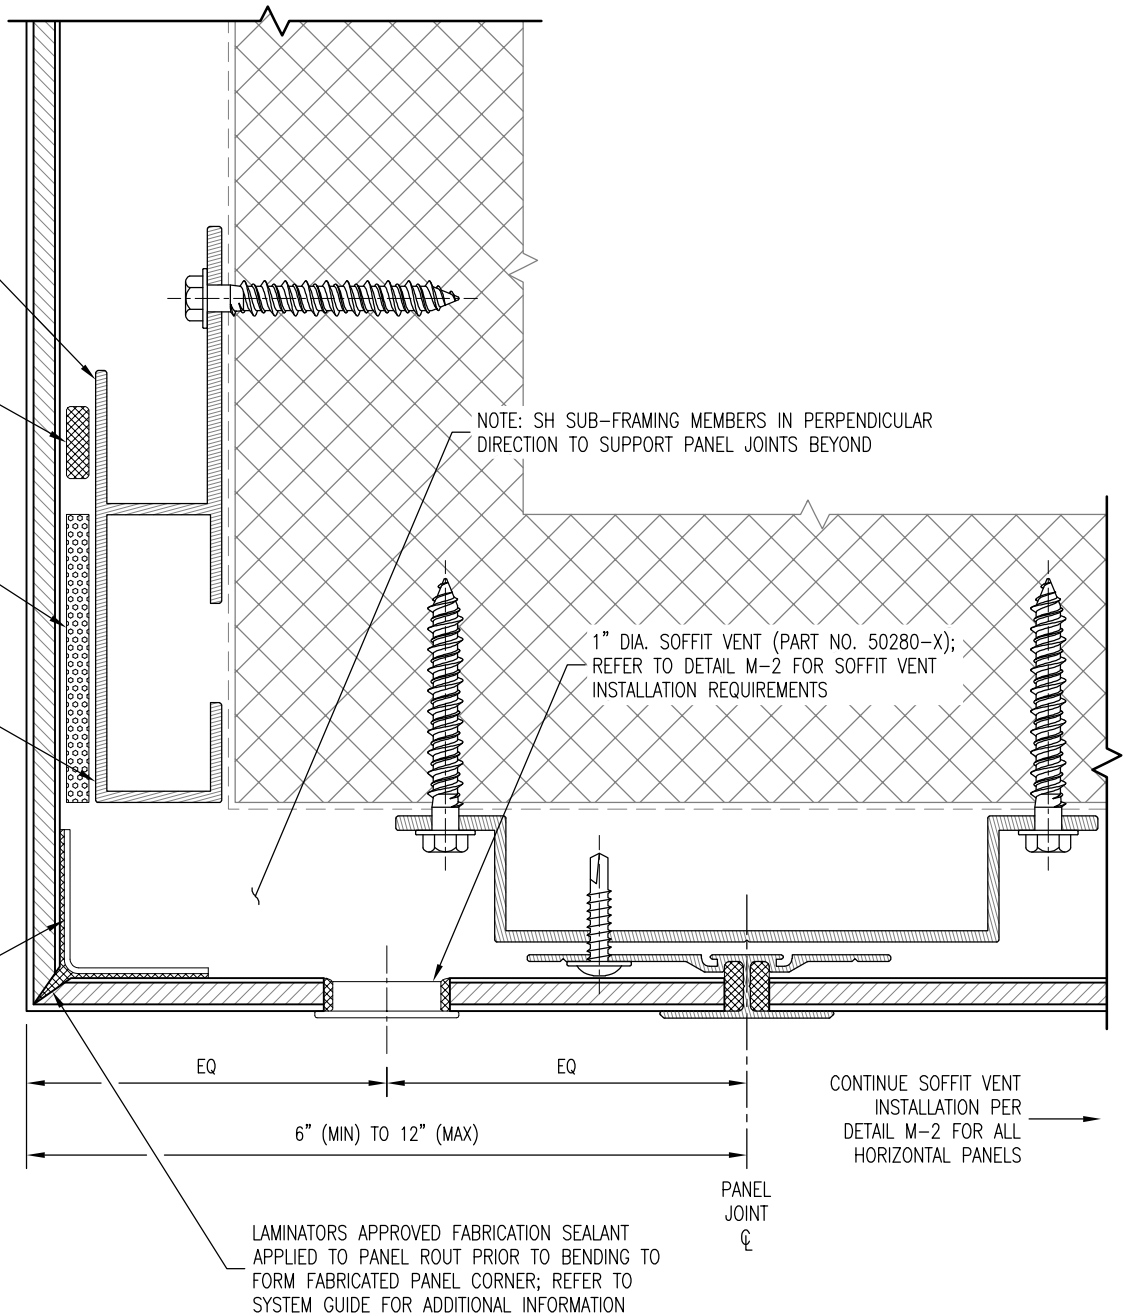 NOTE: SH SUB-FRAMING MEMBERS IN PERPENDICULAR
DIRECTION TO SUPPORT PANEL JOINTS BEYOND
1" DIA. SOFFIT VENT (PART NO. 50280-X);
REFER TO DETAIL M-2 FOR SOFFIT VENT
INSTALLATION REQUIREMENTS
EQ
EQ
6" (MIN) TO 12" (MAX)
CONTINUE SOFFIT VENT
INSTALLATION PER
DETAIL M-2 FOR ALL
HORIZONTAL PANELS
PANEL
JOINT
℄
LAMINATORS APPROVED FABRICATION SEALANT
APPLIED TO PANEL ROUT PRIOR TO BENDING TO
FORM FABRICATED PANEL CORNER; REFER TO
SYSTEM GUIDE FOR ADDITIONAL INFORMATION